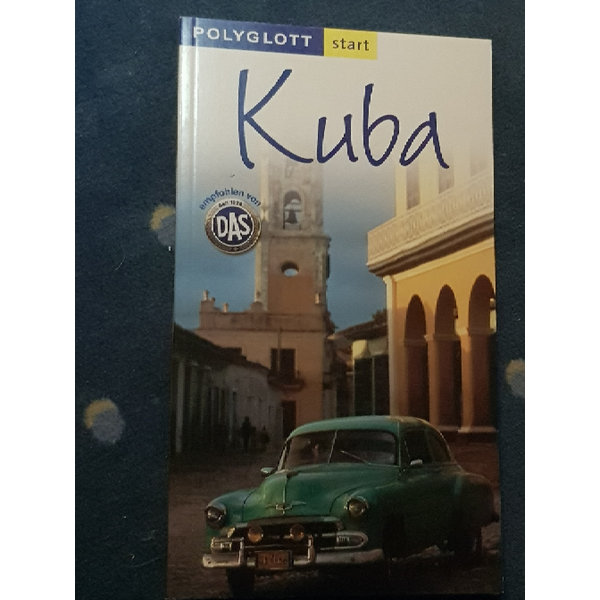 POLYGLOTT start
Kuba
empfohlen von
DAS